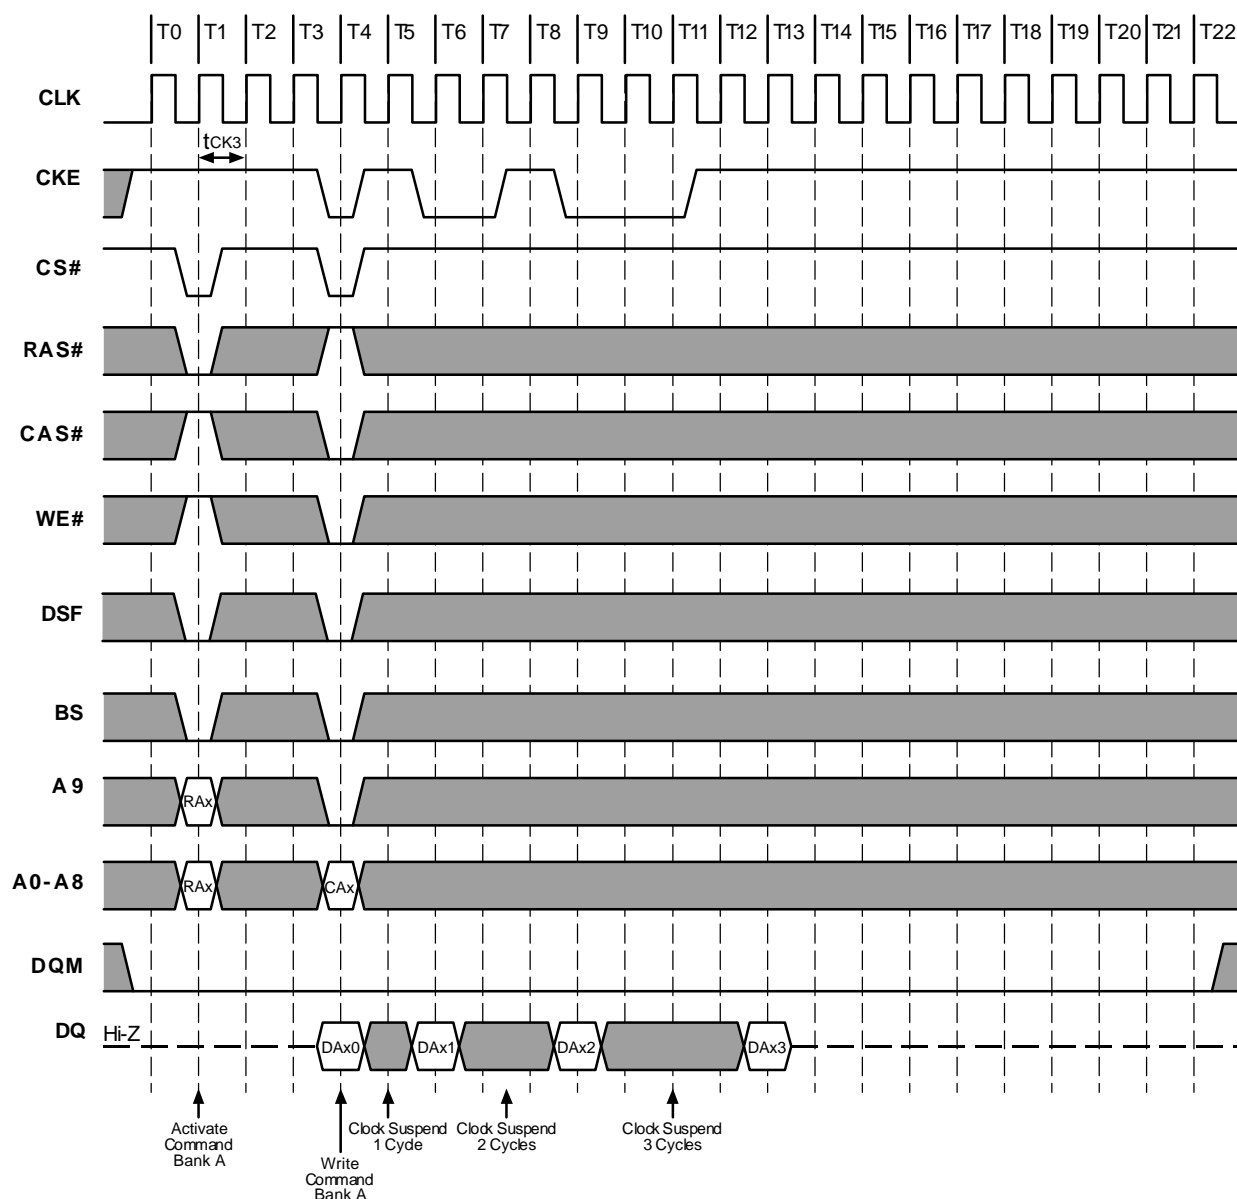 T0 T1 T2 T3 T4 T5 T6 T7 T8 T9 T10 T11 T12 T13 T14 T15 T16 T17 T18 T19 T20 T21 T22
CLK
tCK3
CKE
CS#
RAS#
CAS#
WE#
DSF
BS
A9
RAx
A0-A8
RAx CAx
DQM
DQ Hi-Z
DAx0 DAx1 DAx2 DAx3
Activate
Command
Bank A
Write
Command
Bank A
Clock Suspend
1 Cycle
Clock Suspend
2 Cycles
Clock Suspend
3 Cycles